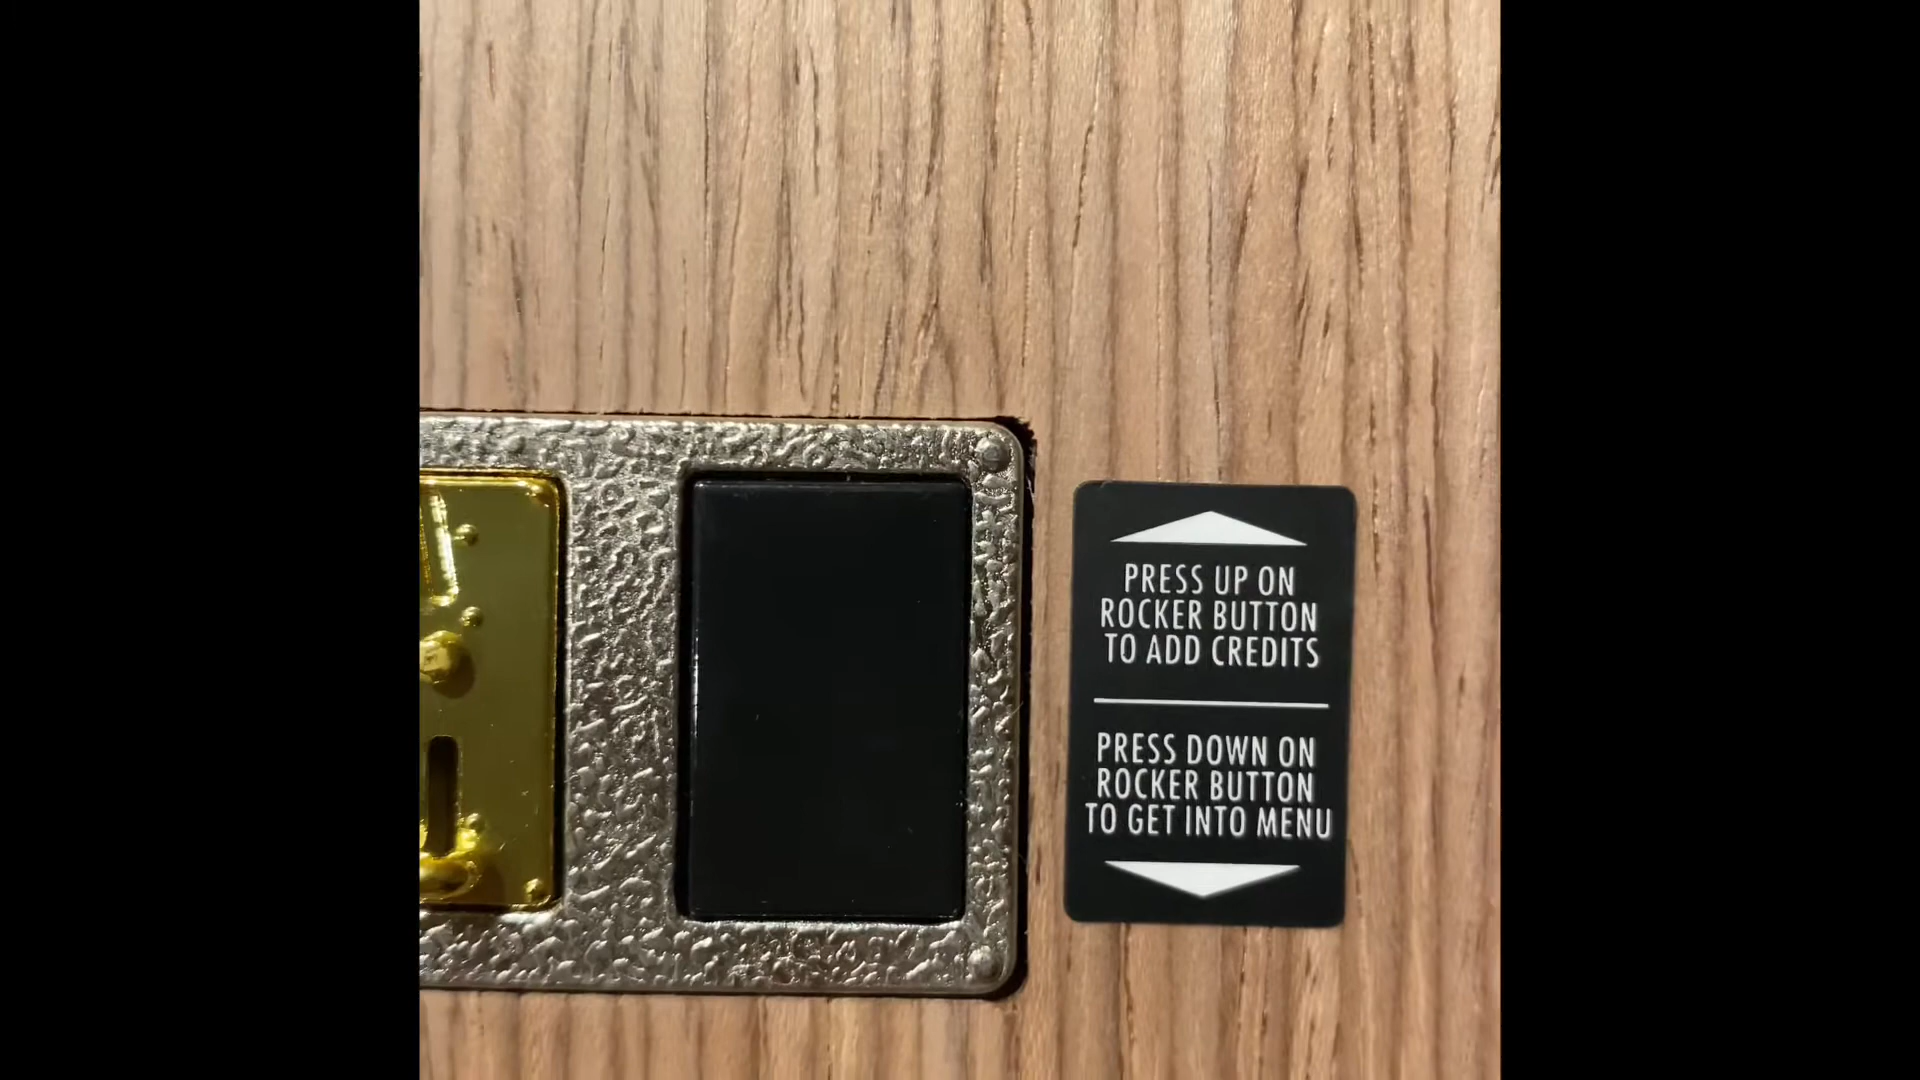 PRESS UP ON
ROCKER BUTTON
TO ADD CREDITS
PRESS DOWN ON
ROCKER BUTTON
TO GET INTO MENU